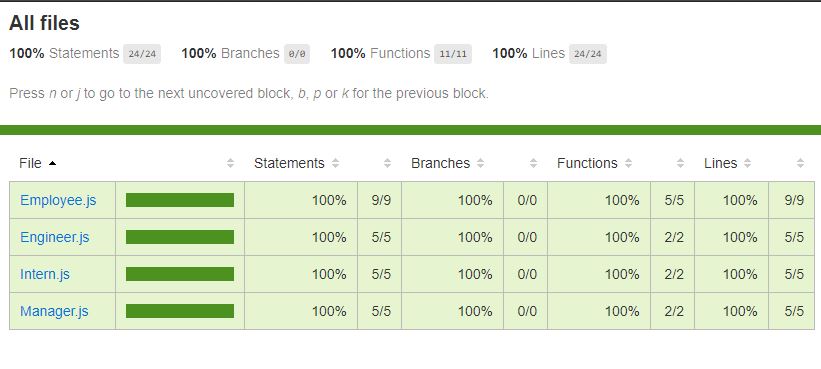 All files
100% Statements 24/24 100% Branches 0/0 100% Functions 11/11 100% Lines 24/24
Press n or j to go to the next uncovered block, b, p or k for the previous block.
File Statements Branches Functions Lines
Employee.js 100% 9/9 100% 0/0 100% 5/5 100% 9/9
Engineer.js 100% 5/5 100% 0/0 100% 2/2 100% 5/5
Intern.js 100% 5/5 100% 0/0 100% 2/2 100% 5/5
Manager.js 100% 5/5 100% 0/0 100% 2/2 100% 5/5